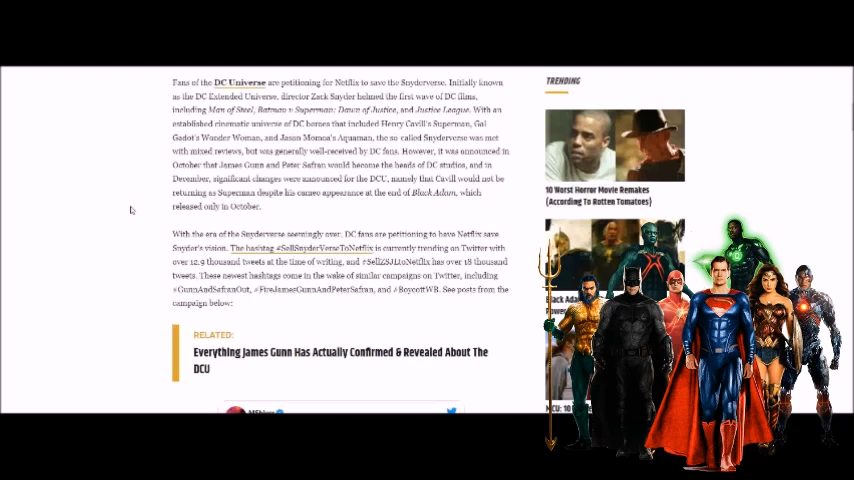 Fans of the DC Universe are petitioning for Netflix to save the Snyderverse. Initially known
as the DC Extended Universe, director Zack Snyder helmed the first wave of DC films,
including Man of Steel, Batman v Superman: Dawn of Justice, and Justice League. With an
established cinematic universe of DC heroes that included Henry Cavill's Superman, Gal
Gadot's Wonder Woman, and Jason Momoa's Aquaman, the so called Snyderverse was met
with mixed reviews, but was generally well-received by DC fans. However, it was announced in
October that James Gunn and Peter Safran would become the heads of DC studios, and in
December, significant changes were announced for the DCU, namely that Cavill would not be
returning as Superman despite his cameo appearance at the end of Black Adam, which
released only in October.
With the era of the Snyderverse seemingly over, DC fans are petitioning to have Netflix save
Snyder's vision. The hashtag #SellSnyderVerseToNetflix is currently trending on Twitter with
over 12.9 thousand tweets at the time of writing, and #SellZSJLtoNetflix has over 18 thousand
tweets. These newest hashtags come in the wake of similar campaigns on Twitter, including
#GunnAndSafranOut, #FireJamesGunnAndPeterSafran, and #BoycottWB. See posts from the
campaign below:
RELATED:
Everything James Gunn Has Actually Confirmed & Revealed About The
DCU
TRENDING
10 Worst Horror Movie Remakes
(According To Rotten Tomatoes)
Black Ada
Power
MCU: 10